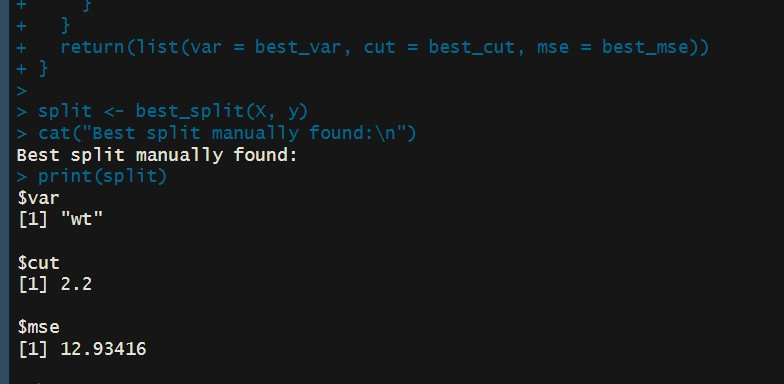 +     }
+   }
+   return(list(var = best_var, cut = best_cut, mse = best_mse))
+ }
>
> split <- best_split(X, y)
> cat("Best split manually found:\n")
Best split manually found:
> print(split)
$var
[1] "wt"

$cut
[1] 2.2

$mse
[1] 12.93416